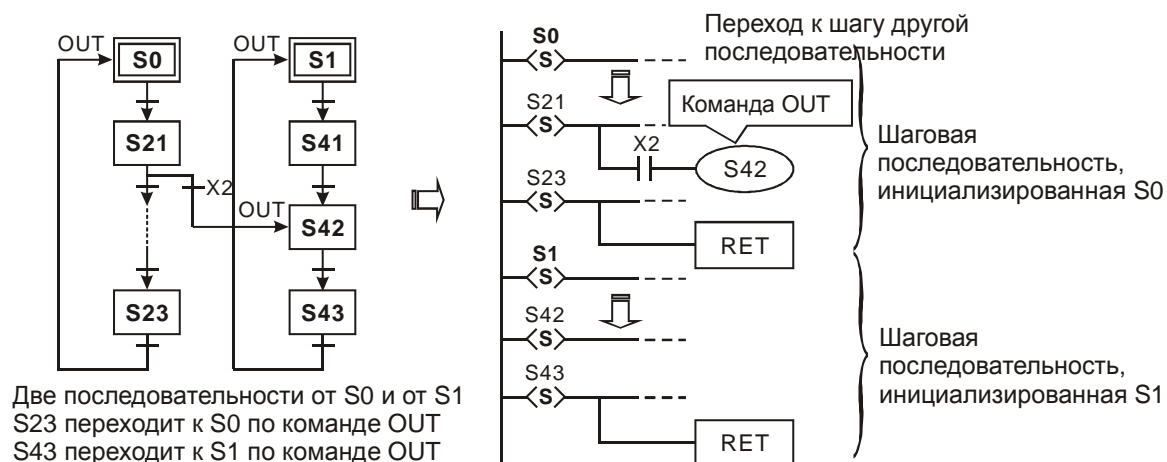 OUT
S0
OUT
S1
S21
S41
X2
OUT
S42
S23
S43
Две последовательности от S0 и от S1
S23 переходит к S0 по команде OUT
S43 переходит к S1 по команде OUT
Переход к шагу другой
последовательности
S0
S
S21
S
Команда OUT
X2
S42
S23
S
RET
Шаговая
последовательность,
инициализированная S0
S1
S
S42
S
S43
S
RET
Шаговая
последовательность,
инициализированная S1